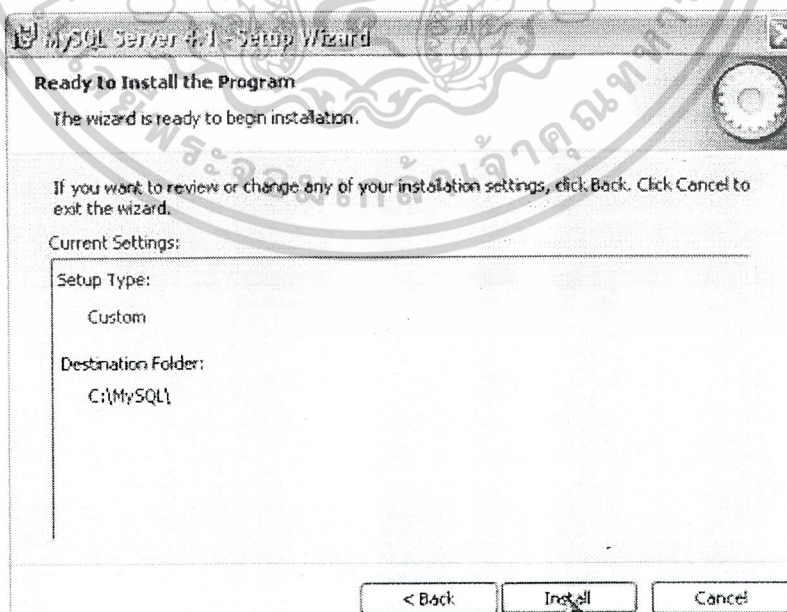 MySQL Server 4.1 - Setup Wizard
Ready to Install the Program
The wizard is ready to begin installation.
If you want to review or change any of your installation settings, click Back. Click Cancel to
exit the wizard.
Current Settings:
Setup Type:
Custom
Destination Folder:
C:\MySQL\
< Back
Install
Cancel